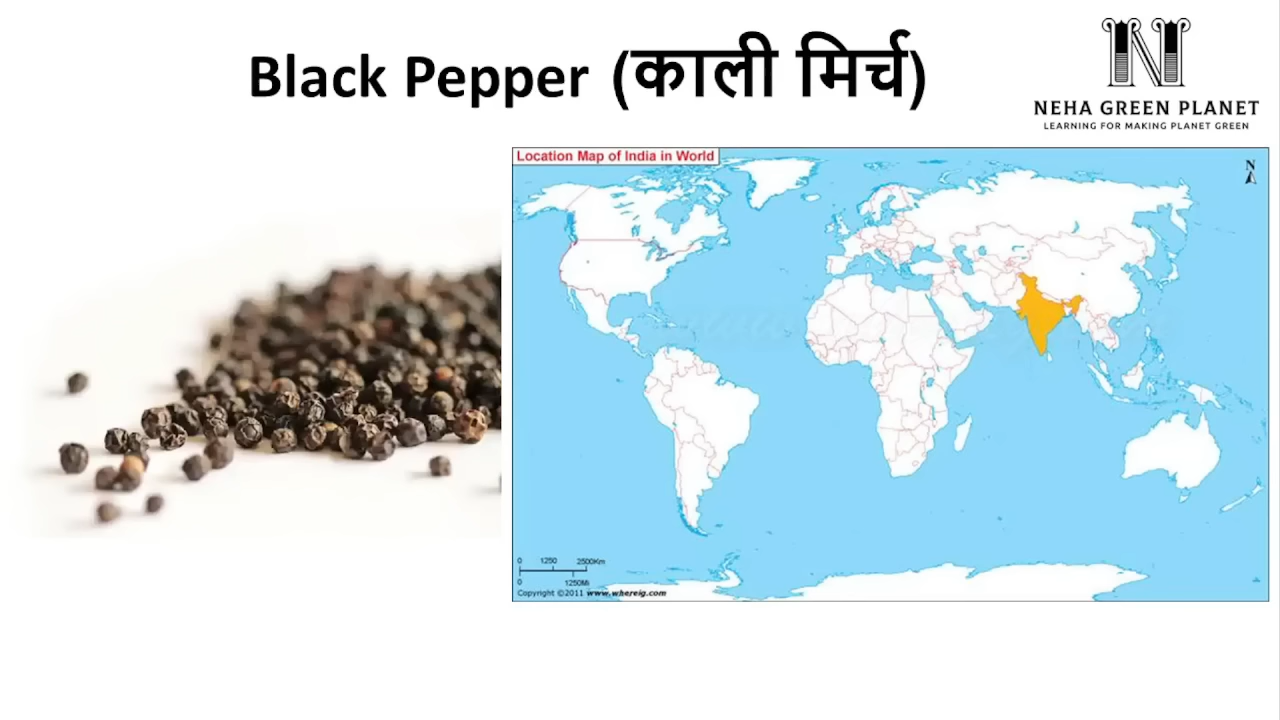 Black Pepper (काली मिर्च)
N
NEHA GREEN PLANET
LEARNING FOR MAKING PLANET GREEN
Location Map of India in World
N
0 1250 2500Km
0 1250Mi
Copyright ©2011 www.whereig.com